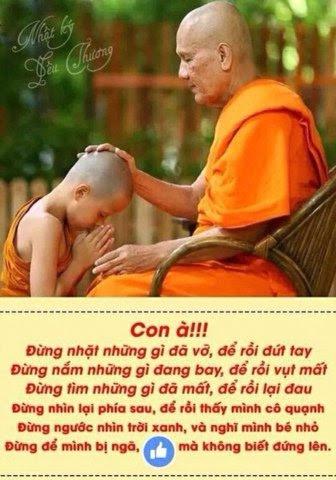 Nhật ký
Yêu Thương
Con à!!!
Đừng nhặt những gì đã vỡ, để rồi đứt tay
Đừng nắm những gì đang bay, để rồi vụt mất
Đừng tìm những gì đã mất, để rồi lại đau
Đừng nhìn lại phía sau, để rồi thấy mình cô quạnh
Đừng ngước nhìn trời xanh, và nghĩ mình bé nhỏ
Đừng để mình bị ngã, mà không biết đứng lên.